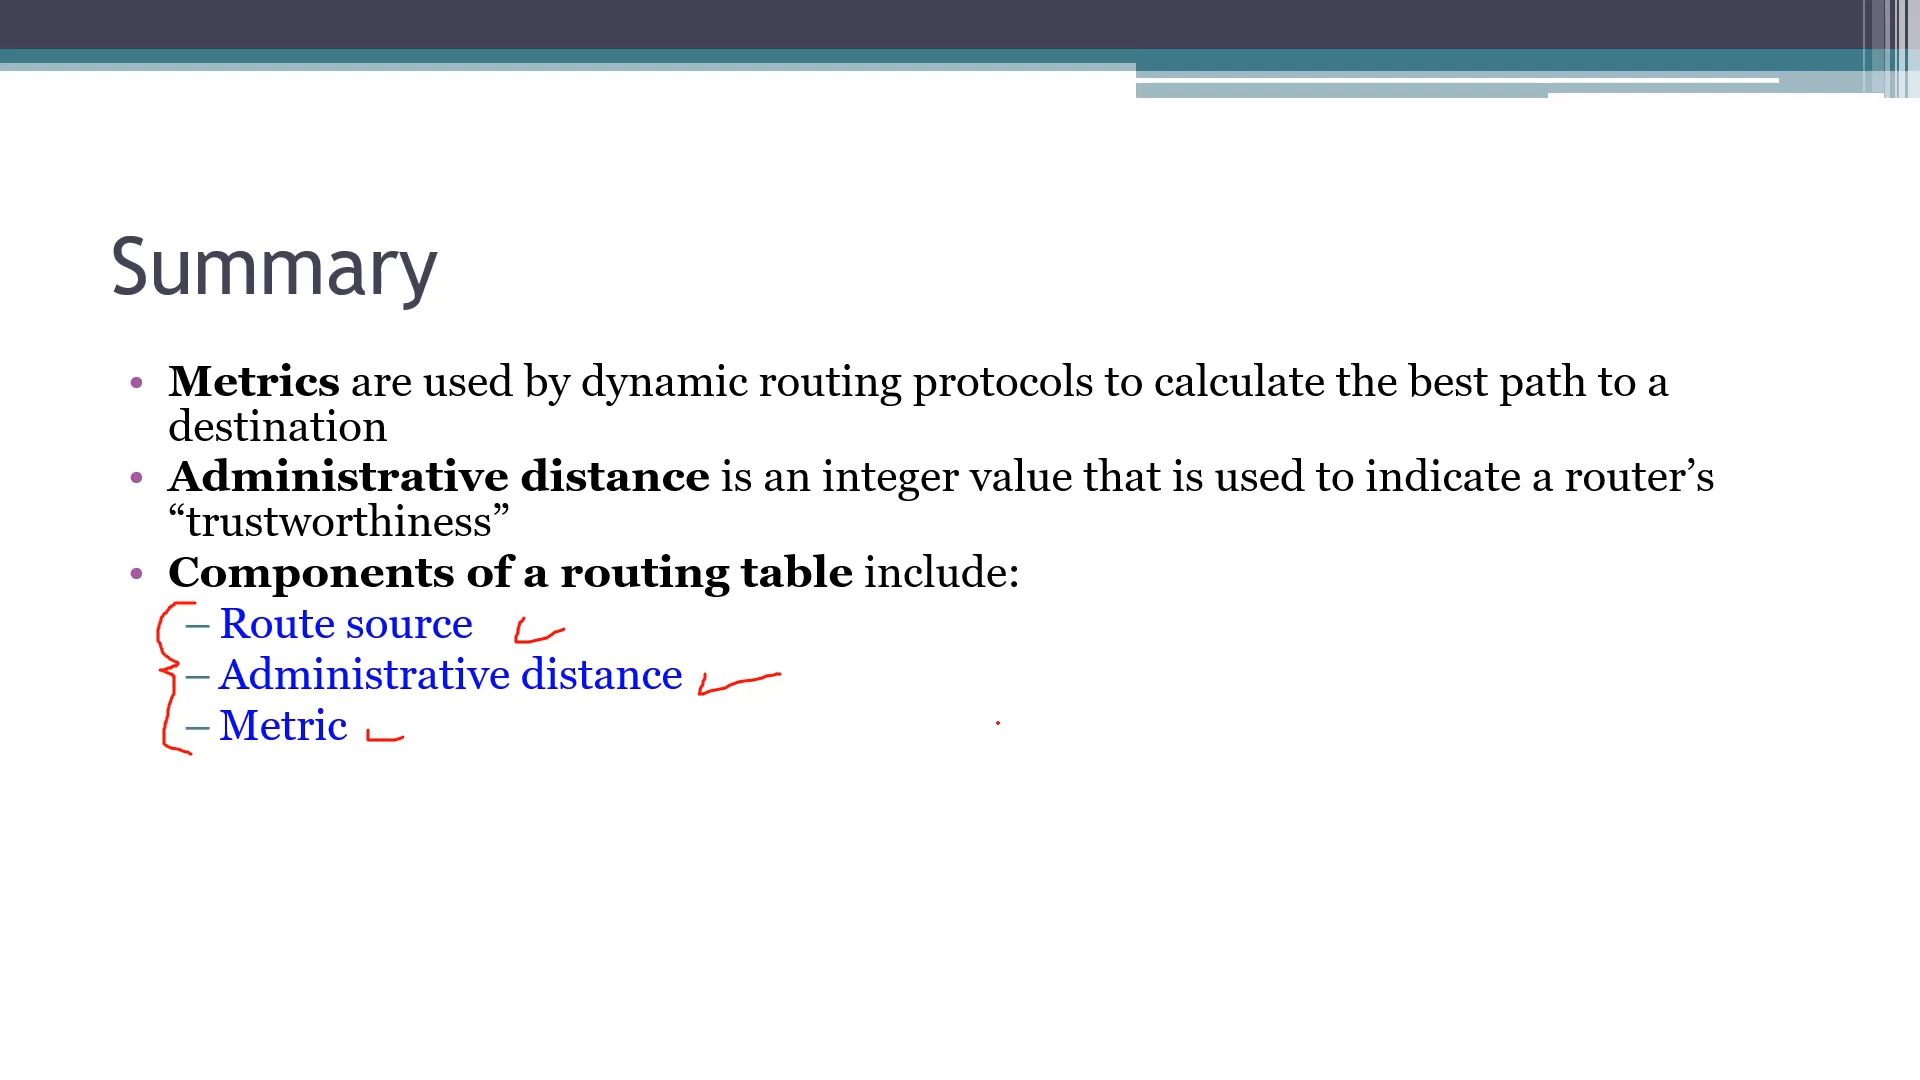 Summary
• Metrics are used by dynamic routing protocols to calculate the best path to a
destination
• Administrative distance is an integer value that is used to indicate a router’s
“trustworthiness”
• Components of a routing table include:
– Route source
– Administrative distance
– Metric